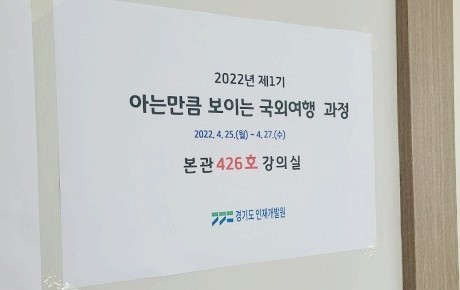 2022년 제1기
아는만큼 보이는 국외여행 과정
2022. 4. 25.(월) ~ 4.27.(수)
본관 426호 강의실
경기도 인재개발원